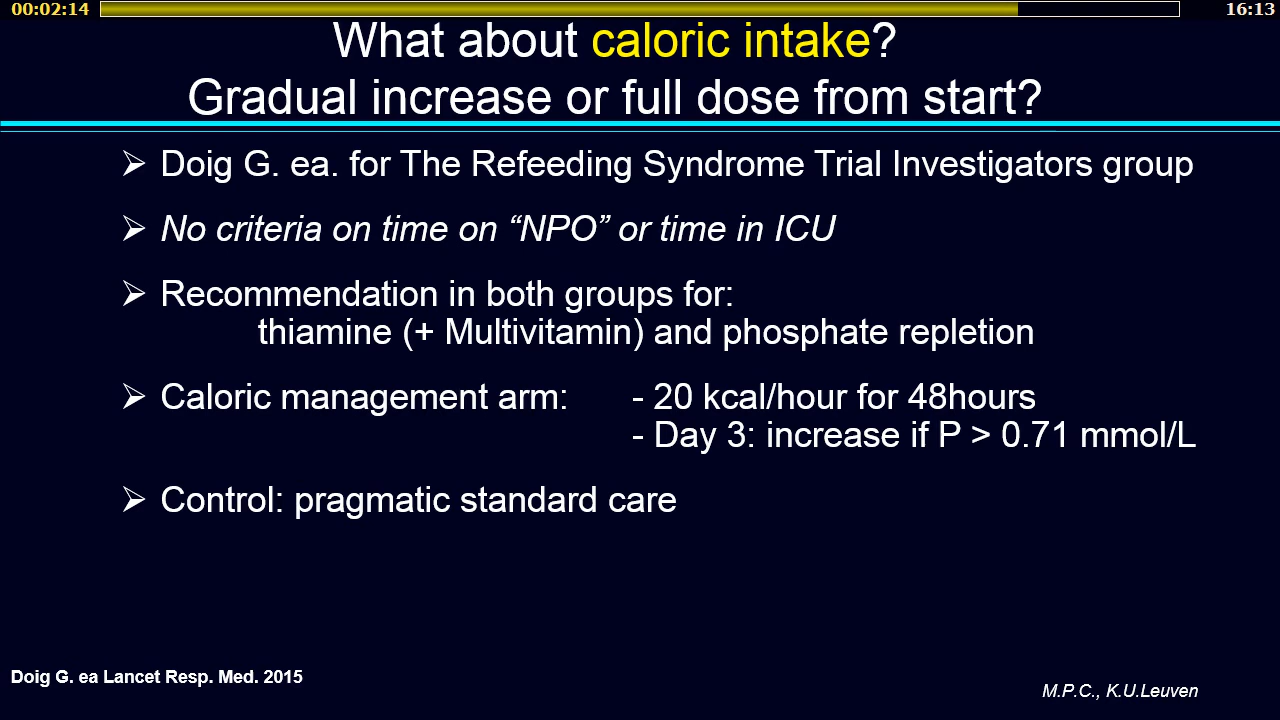 00:02:14 16:13
What about caloric intake?
Gradual increase or full dose from start?
➢ Doig G. ea. for The Refeeding Syndrome Trial Investigators group
➢ No criteria on time on “NPO” or time in ICU
➢ Recommendation in both groups for:
thiamine (+ Multivitamin) and phosphate repletion
➢ Caloric management arm: - 20 kcal/hour for 48hours
- Day 3: increase if P > 0.71 mmol/L
➢ Control: pragmatic standard care
Doig G. ea Lancet Resp. Med. 2015
M.P.C., K.U.Leuven